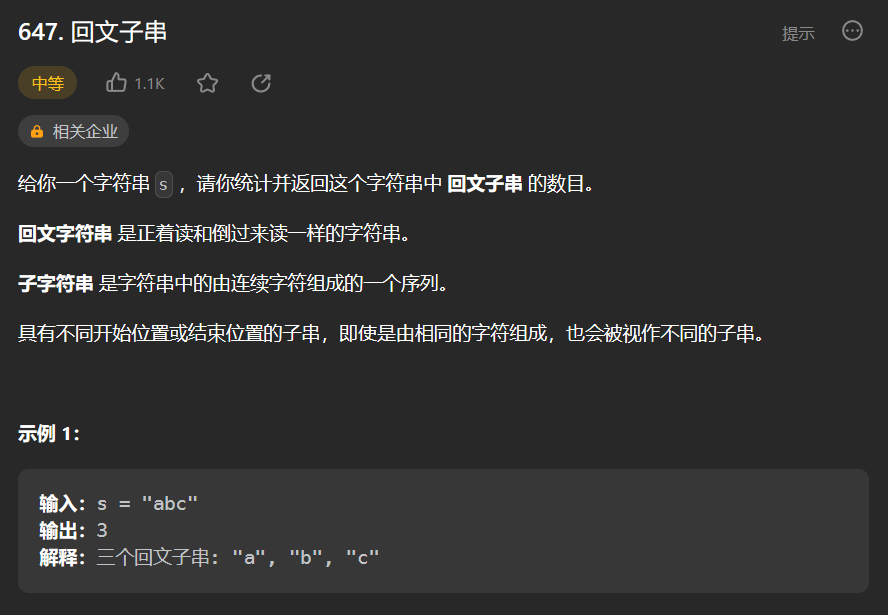 647. 回文子串
提示
中等
1.1K
相关企业
给你一个字符串 s ，请你统计并返回这个字符串中 回文子串 的数目。
回文字符串 是正着读和倒过来读一样的字符串。
子字符串 是字符串中的由连续字符组成的一个序列。
具有不同开始位置或结束位置的子串，即使是由相同的字符组成，也会被视作不同的子串。
示例 1：
输入：s = "abc"
输出：3
解释：三个回文子串: "a", "b", "c"